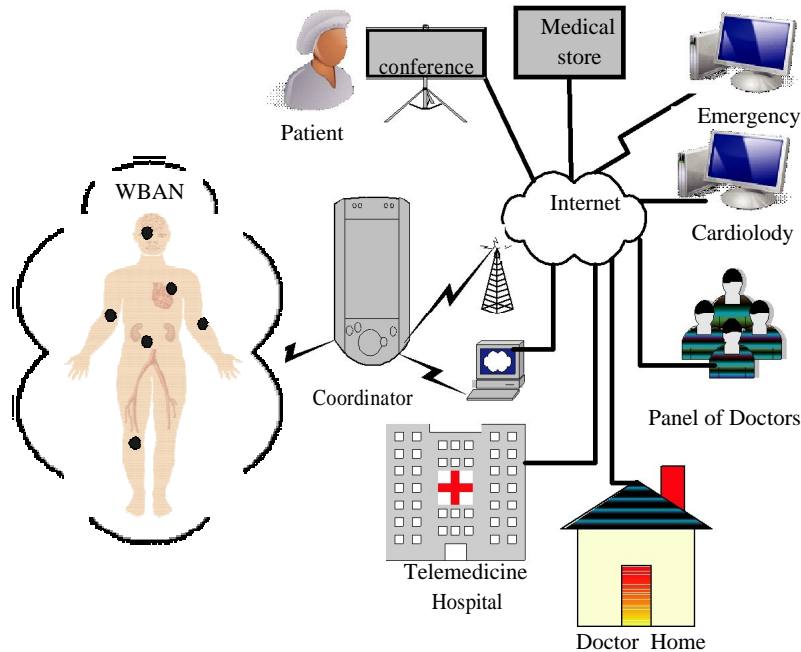 Medical
store
conference
Patient
Emergency
WBAN
Internet
Cardiolody
Coordinator
Panel of Doctors
Telemedicine
Hospital
Doctor Home